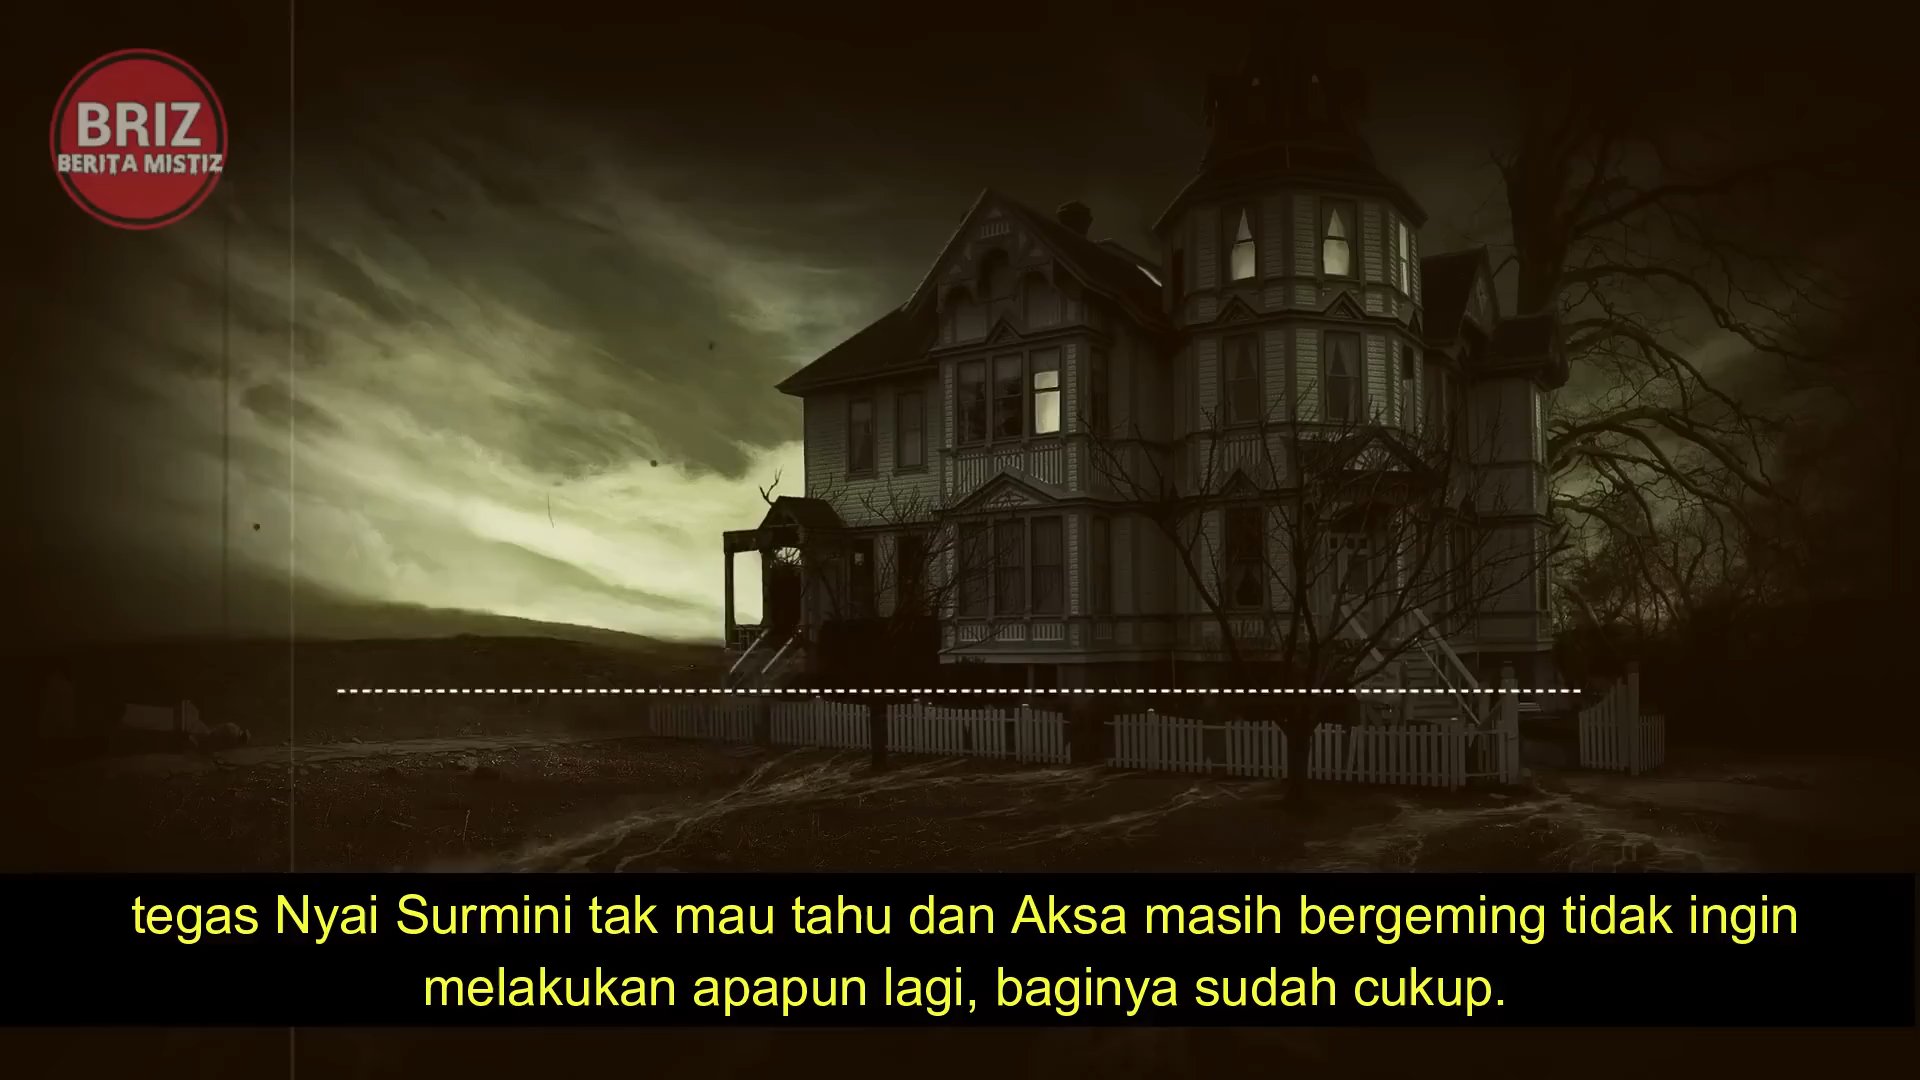 BRIZ
BERITA MISTIZ
tegas Nyai Surmini tak mau tahu dan Aksa masih bergeming tidak ingin
melakukan apapun lagi, baginya sudah cukup.